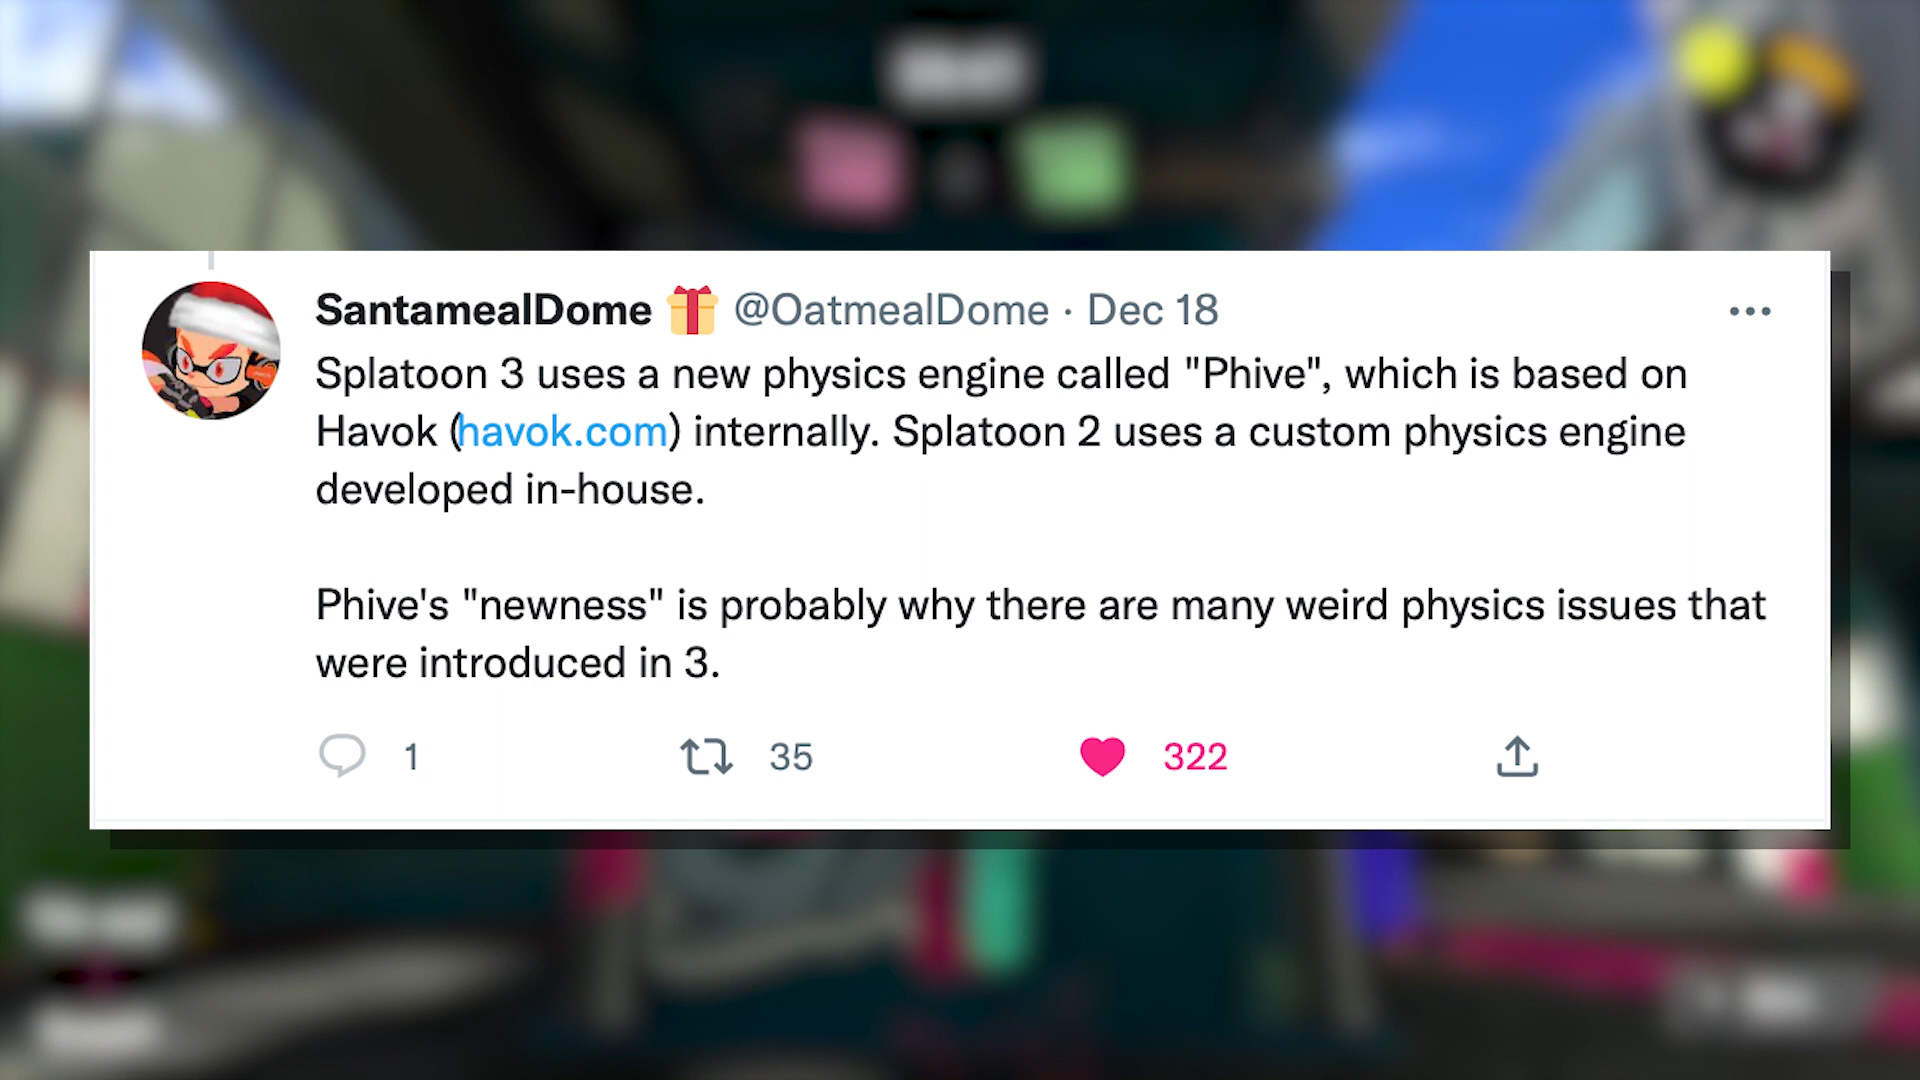 SantamealDome 🎁 @OatmealDome · Dec 18
Splatoon 3 uses a new physics engine called "Phive", which is based on
Havok (havok.com) internally. Splatoon 2 uses a custom physics engine
developed in-house.
Phive's "newness" is probably why there are many weird physics issues that
were introduced in 3.
1 35 322